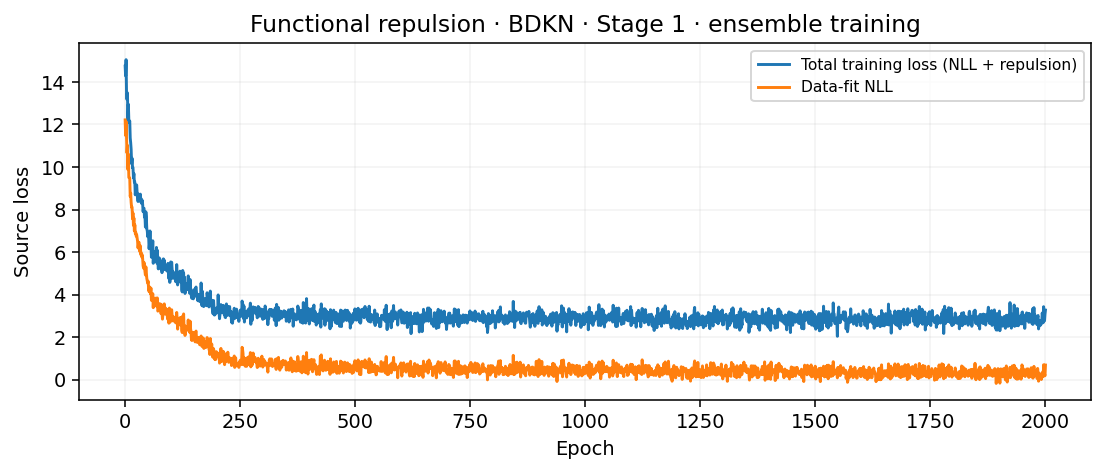 Functional repulsion · BDKN · Stage 1 · ensemble training
Total training loss (NLL + repulsion)
Data-fit NLL
Source loss
14
12
10
8
6
4
2
0
0 250 500 750 1000 1250 1500 1750 2000
Epoch